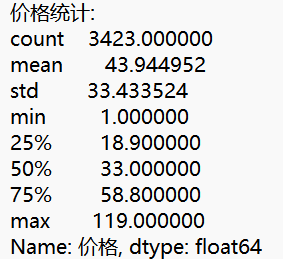 价格统计:
count 3423.000000
mean 43.944952
std 33.433524
min 1.000000
25% 18.900000
50% 33.000000
75% 58.800000
max 119.000000
Name: 价格, dtype: float64